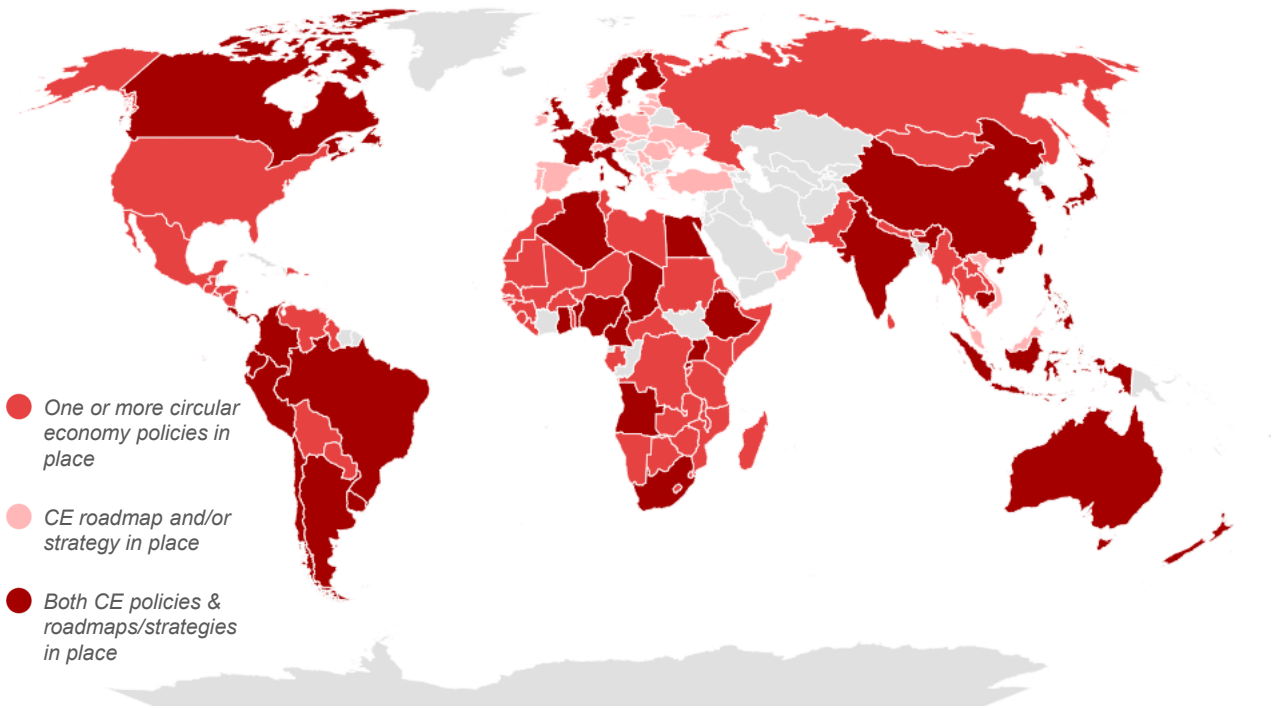 One or more circular
economy policies in
place
CE roadmap and/or
strategy in place
Both CE policies &
roadmaps/strategies
in place